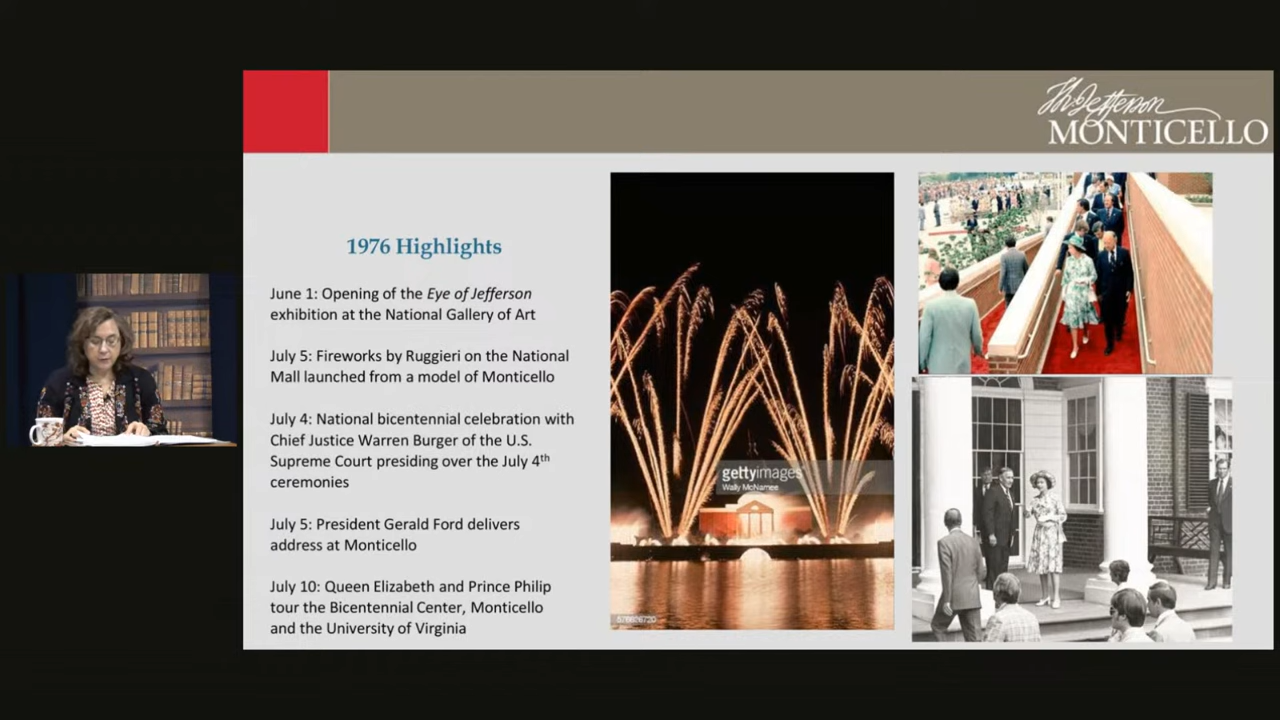 Th Jefferson
MONTICELLO
1976 Highlights
June 1: Opening of the Eye of Jefferson
exhibition at the National Gallery of Art
July 5: Fireworks by Ruggieri on the National
Mall launched from a model of Monticello
July 4: National bicentennial celebration with
Chief Justice Warren Burger of the U.S.
Supreme Court presiding over the July 4th
ceremonies
July 5: President Gerald Ford delivers
address at Monticello
July 10: Queen Elizabeth and Prince Philip
tour the Bicentennial Center, Monticello
and the University of Virginia
gettyimages
Wally McNamee